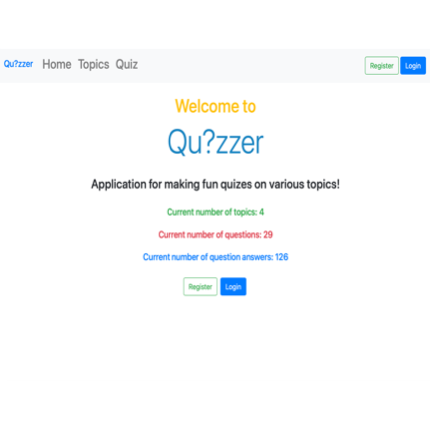 Qu?zzer Home Topics Quiz Register Login
Welcome to
Qu?zzer
Application for making fun quizes on various topics!
Current number of topics: 4
Current number of questions: 29
Current number of question answers: 126
Register Login